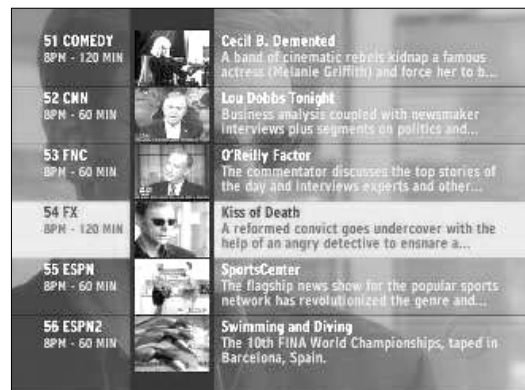 51 COMEDY
8PM - 120 MIN
Cecil B. Demented
A band of cinematic rebels kidnap a famous
actress (Melanie Griffith) and force her to b...
52 CNN
8PM - 60 MIN
Lou Dobbs Tonight
Business analysis coupled with newsmaker
interviews plus segments on politics and...
53 FNC
8PM - 60 MIN
O'Reilly Factor
The commentator discusses the top stories of
the day and interviews experts and other...
54 FX
8PM - 120 MIN
Kiss of Death
A reformed convict goes undercover with the
help of an angry detective to ensnare a...
55 ESPN
8PM - 60 MIN
SportsCenter
The flagship news show for the popular sports
network has revolutionized the genre and...
56 ESPN2
8PM - 60 MIN
Swimming and Diving
The 10th FINA World Championships, taped in
Barcelona, Spain.